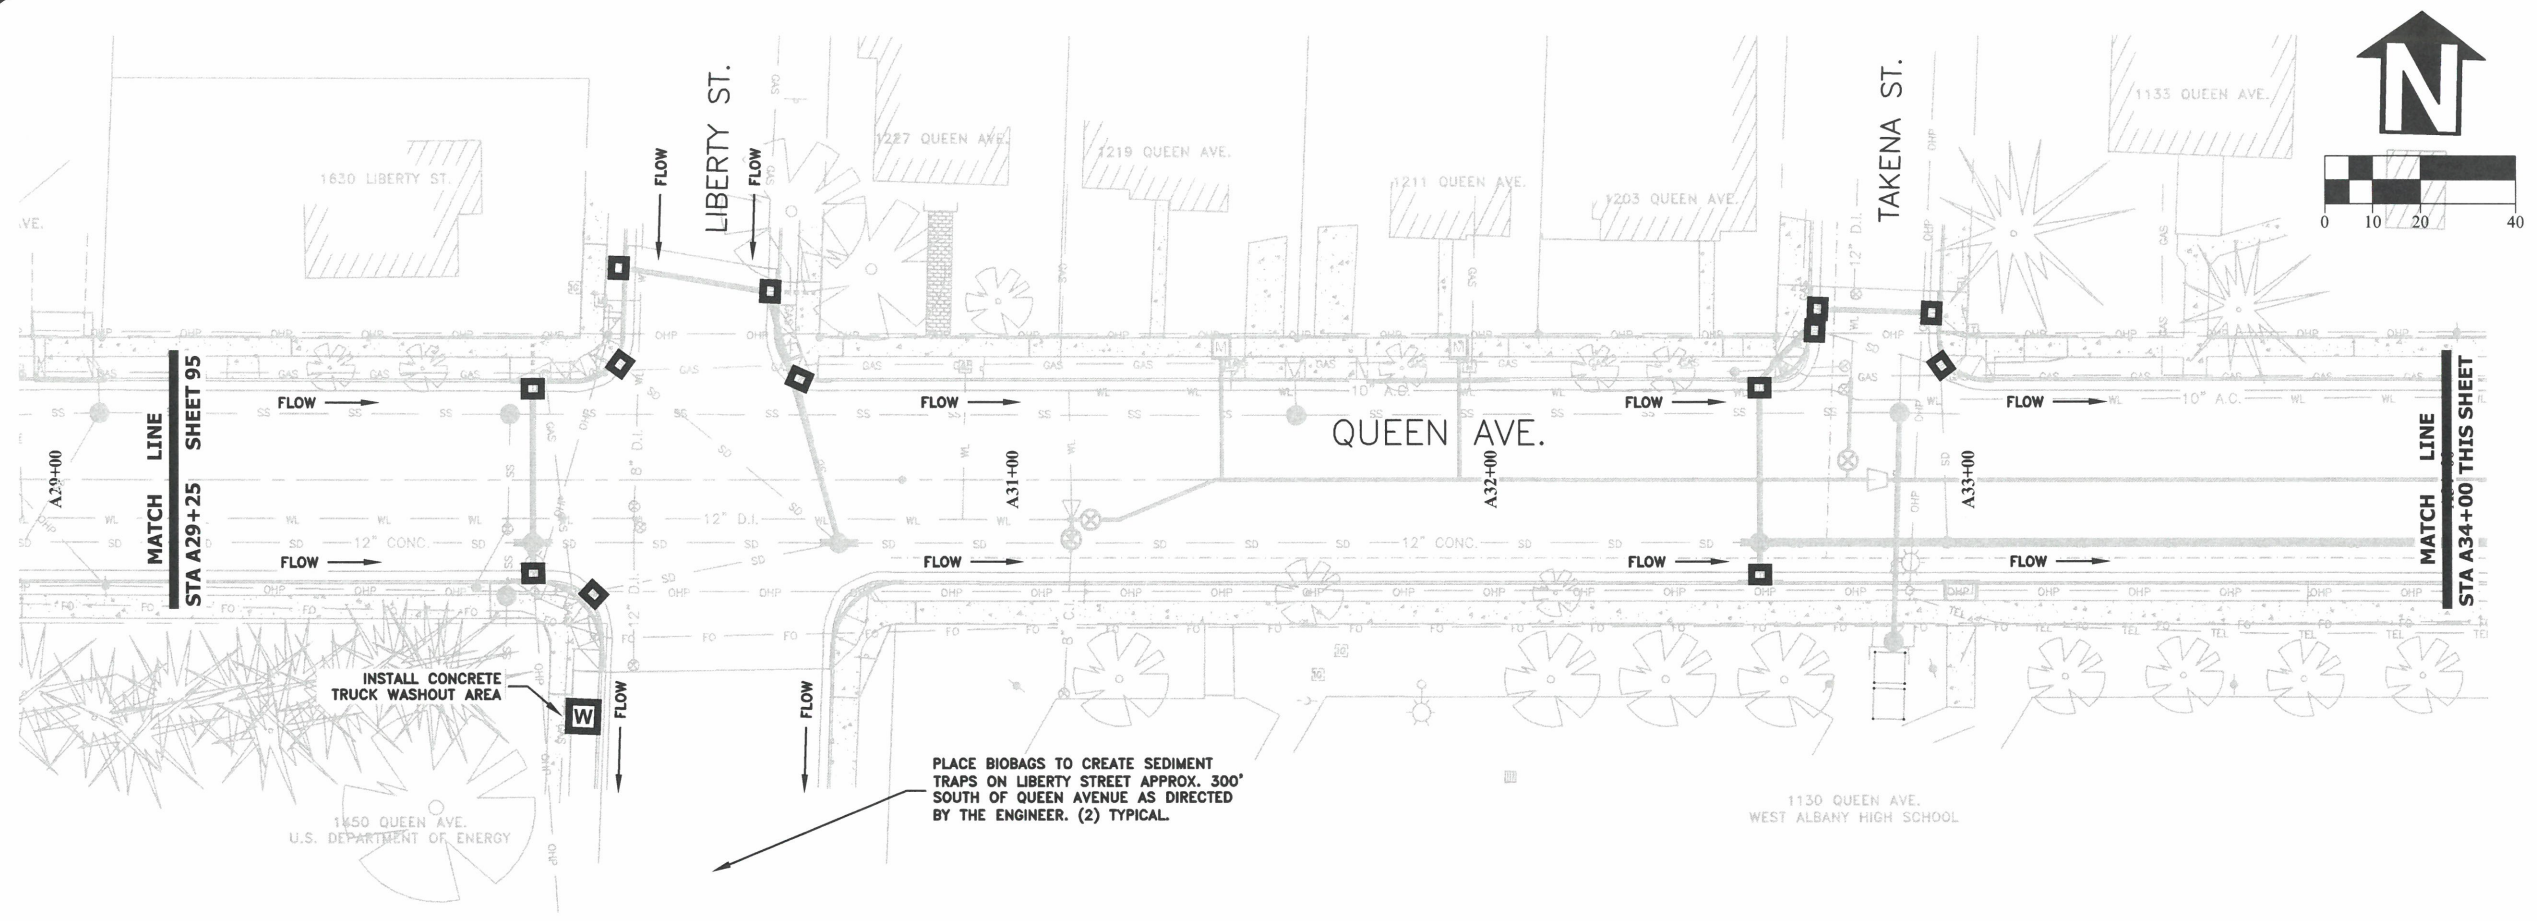 LIBERTY ST.
TAKENA ST.
N
0 10 20 40
1133 QUEEN AVE.
1227 QUEEN AVE.
1219 QUEEN AVE.
1211 QUEEN AVE.
1203 QUEEN AVE.
1630 LIBERTY ST.
FLOW
FLOW
12" D.I.
MATCH LINE
STA A29+25 SHEET 95
A29+00
FLOW
FLOW
FLOW
FLOW
10" A.C.
10" A.C.
QUEEN AVE.
A31+00
A32+00
A33+00
8" D.I.
12" D.I.
12" CONC.
12" CONC.
FLOW
FLOW
FLOW
FLOW
12" D.I.
8" C.I.
MATCH LINE
STA A34+00 THIS SHEET
INSTALL CONCRETE
TRUCK WASHOUT AREA
W
FLOW
FLOW
PLACE BIOBAGS TO CREATE SEDIMENT
TRAPS ON LIBERTY STREET APPROX. 300'
SOUTH OF QUEEN AVENUE AS DIRECTED
BY THE ENGINEER. (2) TYPICAL.
1450 QUEEN AVE.
U.S. DEPARTMENT OF ENERGY
1130 QUEEN AVE.
WEST ALBANY HIGH SCHOOL